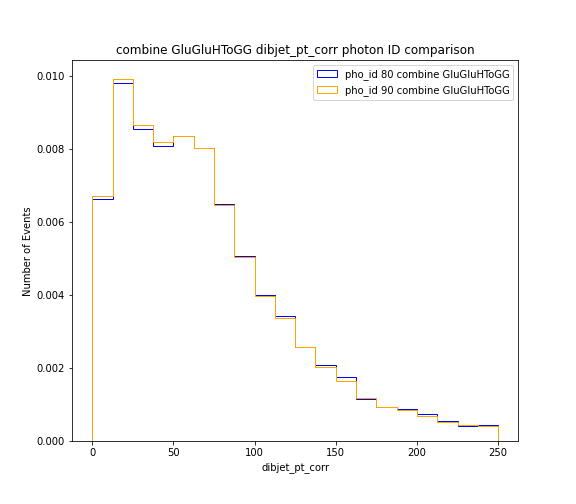 combine GluGluHToGG dibjet_pt_corr photon ID comparison
pho_id 80 combine GluGluHToGG
pho_id 90 combine GluGluHToGG
Number of Events
0.010
0.008
0.006
0.004
0.002
0.000
0 50 100 150 200 250
dibjet_pt_corr